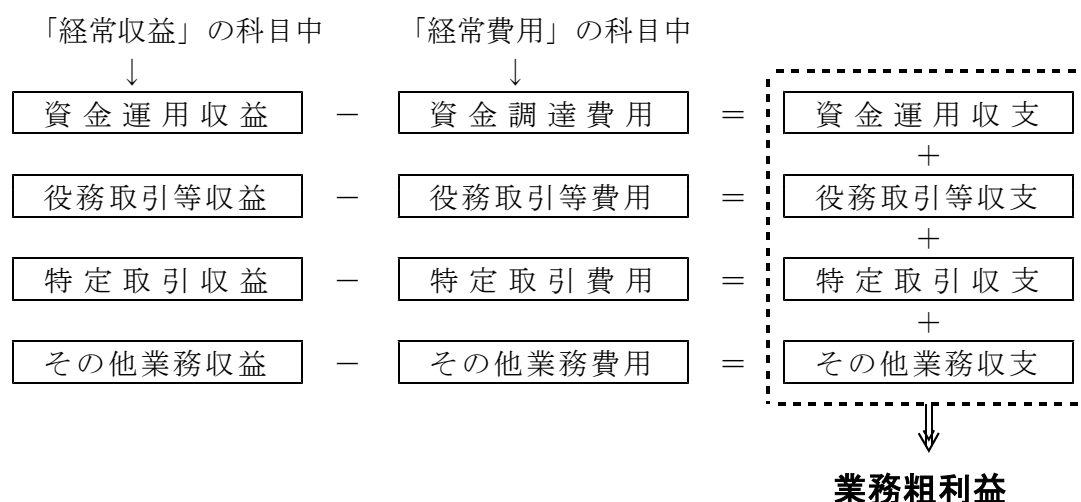 「経常収益」の科目中 「経常費用」の科目中
↓ ↓
資金運用収益 － 資金調達費用 ＝ 資金運用収支
＋
役務取引等収益 － 役務取引等費用 ＝ 役務取引等収支
＋
特定取引収益 － 特定取引費用 ＝ 特定取引収支
＋
その他業務収益 － その他業務費用 ＝ その他業務収支
業務粗利益